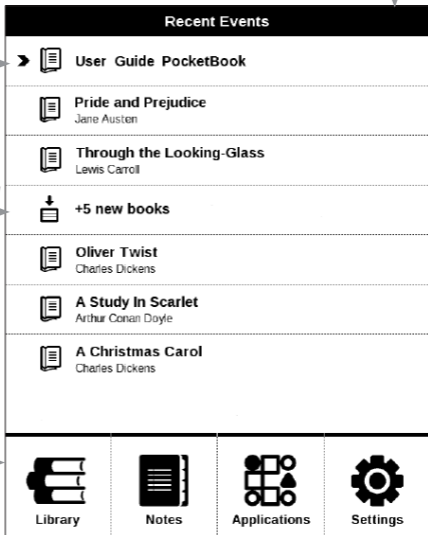 Recent Events
User Guide PocketBook
Pride and Prejudice
Jane Austen
Through the Looking-Glass
Lewis Carroll
+5 new books
Oliver Twist
Charles Dickens
A Study In Scarlet
Arthur Conan Doyle
A Christmas Carol
Charles Dickens
Library Notes Applications Settings